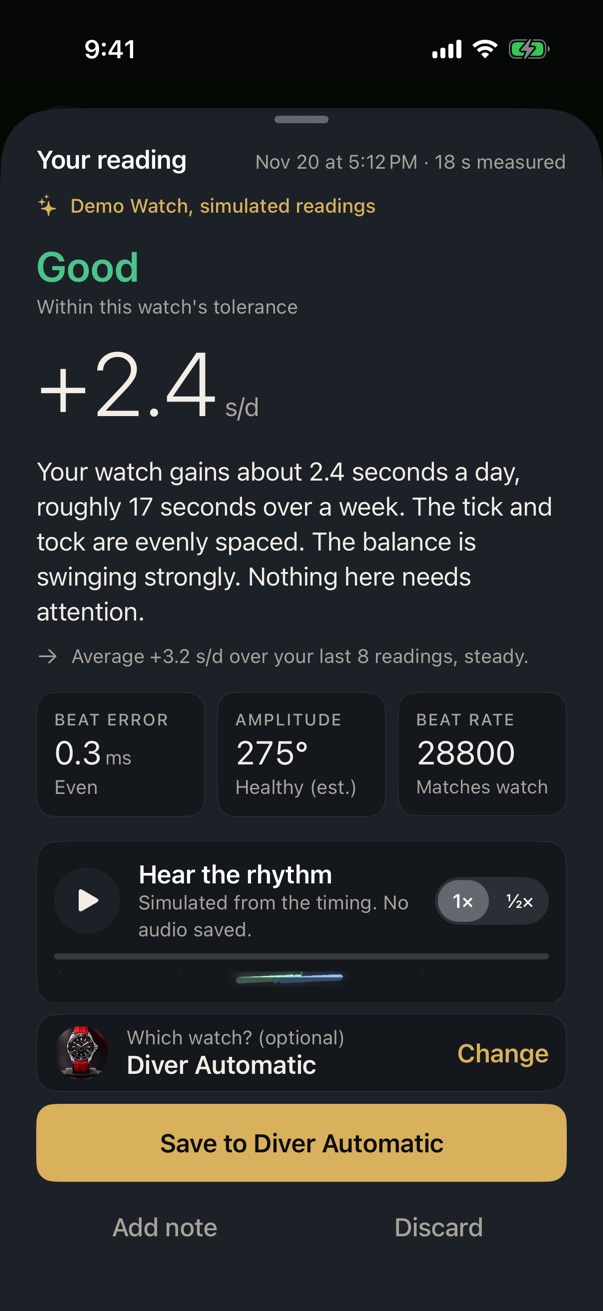 9:41
Your reading
Nov 20 at 5:12 PM · 18 s measured
Demo Watch, simulated readings
Good
Within this watch's tolerance
+2.4 s/d
Your watch gains about 2.4 seconds a day,
roughly 17 seconds over a week. The tick and
tock are evenly spaced. The balance is
swinging strongly. Nothing here needs
attention.
→ Average +3.2 s/d over your last 8 readings, steady.
BEAT ERROR
0.3 ms
Even
AMPLITUDE
275°
Healthy (est.)
BEAT RATE
28800
Matches watch
Hear the rhythm
Simulated from the timing. No
audio saved.
1×
½×
Which watch? (optional)
Diver Automatic
Change
Save to Diver Automatic
Add note
Discard